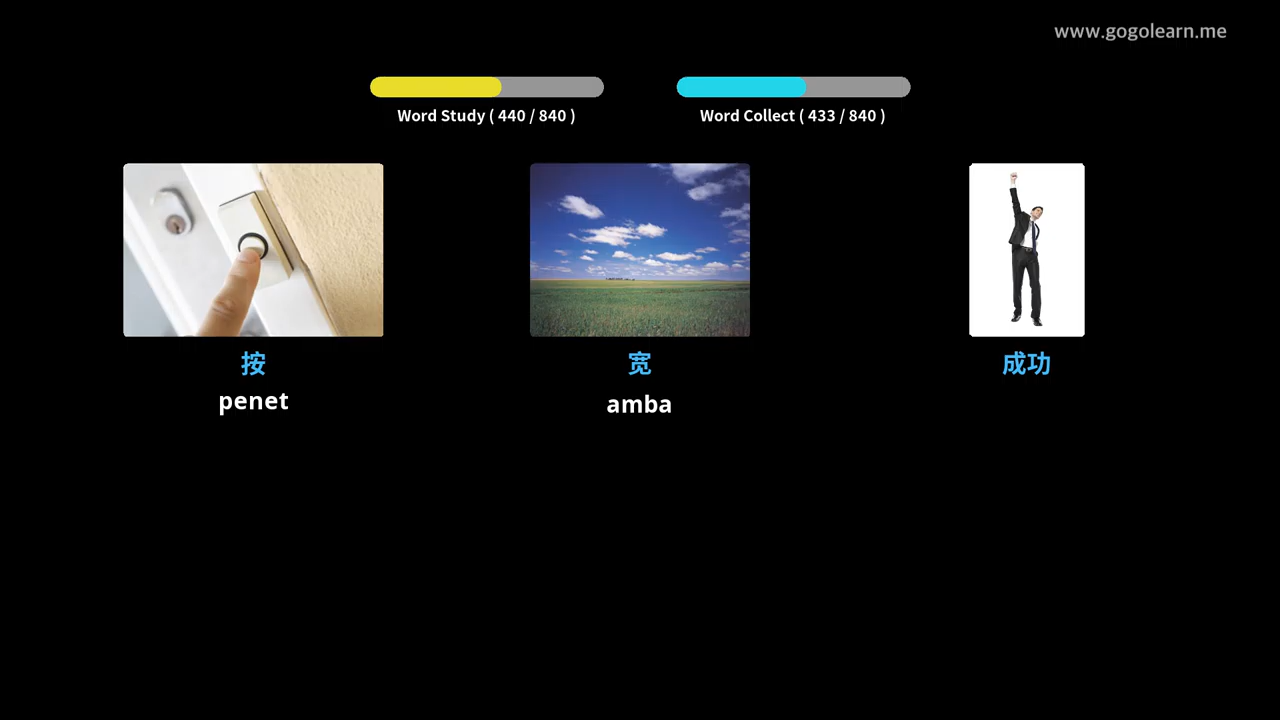 www.gogolearn.me
Word Study ( 440 / 840 )
Word Collect ( 433 / 840 )
按
penet
宽
amba
成功